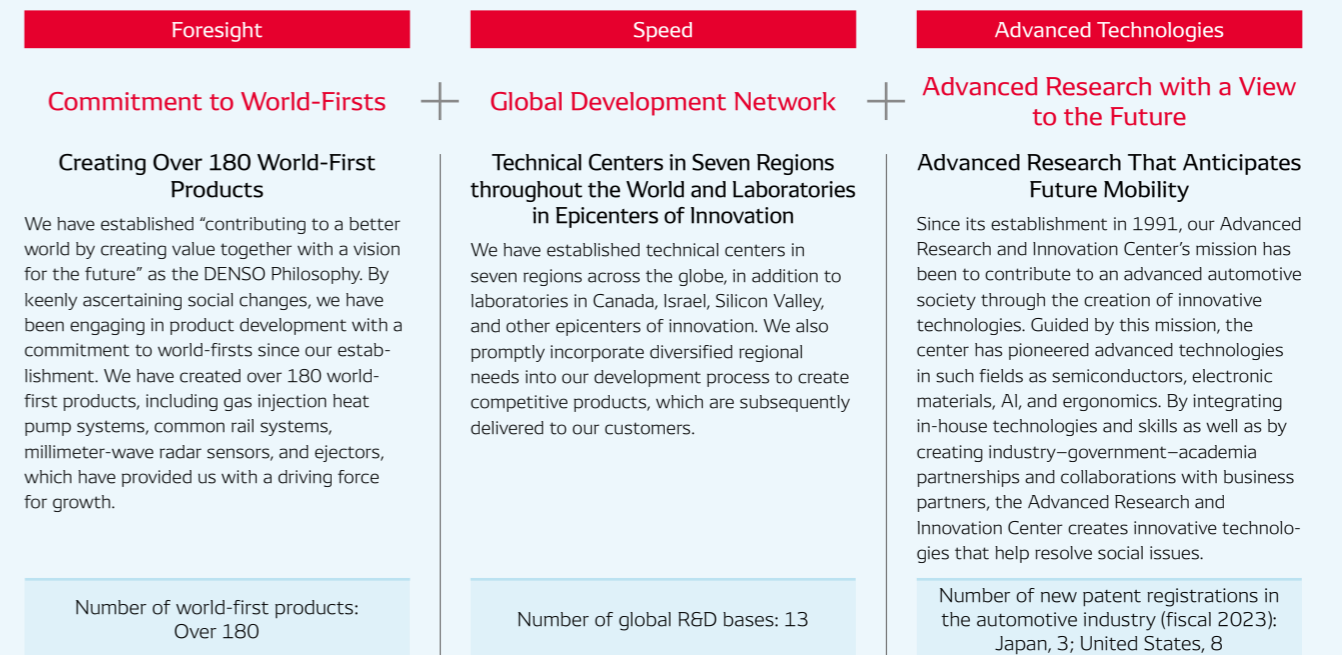 Foresight
Commitment to World-Firsts
Creating Over 180 World-First
Products
We have established “contributing to a better
world by creating value together with a vision
for the future” as the DENSO Philosophy. By
keenly ascertaining social changes, we have
been engaging in product development with a
commitment to world-firsts since our estab-
lishment. We have created over 180 world-
first products, including gas injection heat
pump systems, common rail systems,
millimeter-wave radar sensors, and ejectors,
which have provided us with a driving force
for growth.
Number of world-first products:
Over 180
+
Speed
Global Development Network
Technical Centers in Seven Regions
throughout the World and Laboratories
in Epicenters of Innovation
We have established technical centers in
seven regions across the globe, in addition to
laboratories in Canada, Israel, Silicon Valley,
and other epicenters of innovation. We also
promptly incorporate diversified regional
needs into our development process to create
competitive products, which are subsequently
delivered to our customers.
Number of global R&D bases: 13
+
Advanced Technologies
Advanced Research with a View
to the Future
Advanced Research That Anticipates
Future Mobility
Since its establishment in 1991, our Advanced
Research and Innovation Center’s mission has
been to contribute to an advanced automotive
society through the creation of innovative
technologies. Guided by this mission, the
center has pioneered advanced technologies
in such fields as semiconductors, electronic
materials, AI, and ergonomics. By integrating
in-house technologies and skills as well as by
creating industry–government–academia
partnerships and collaborations with business
partners, the Advanced Research and
Innovation Center creates innovative technolo-
gies that help resolve social issues.
Number of new patent registrations in
the automotive industry (fiscal 2023):
Japan, 3; United States, 8